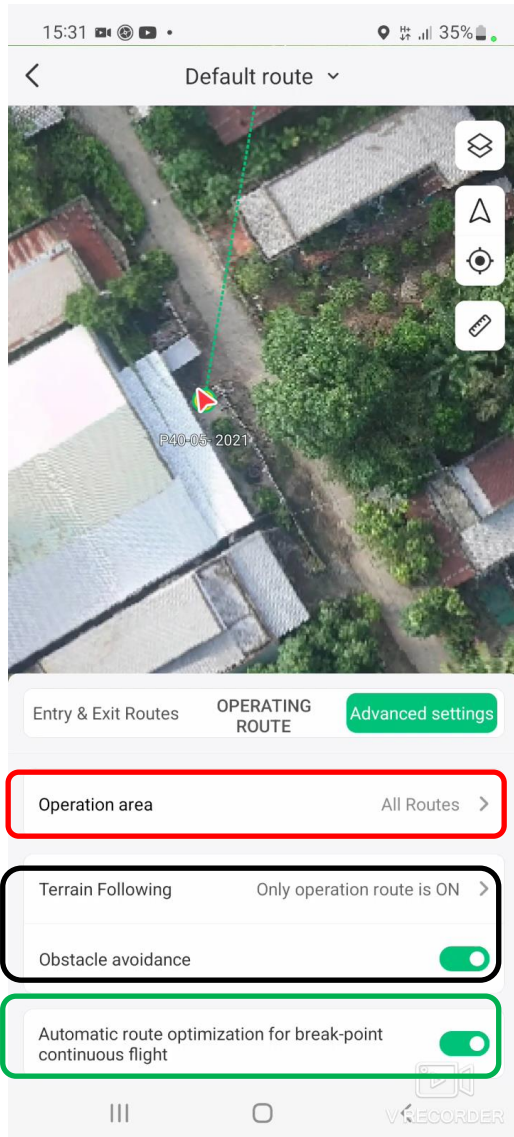 15:31
35%
Default route
P40-05- 2021
Entry & Exit Routes
OPERATING
ROUTE
Advanced settings
Operation area
All Routes
Terrain Following
Only operation route is ON
Obstacle avoidance
Automatic route optimization for break-point
continuous flight
V RECORDER